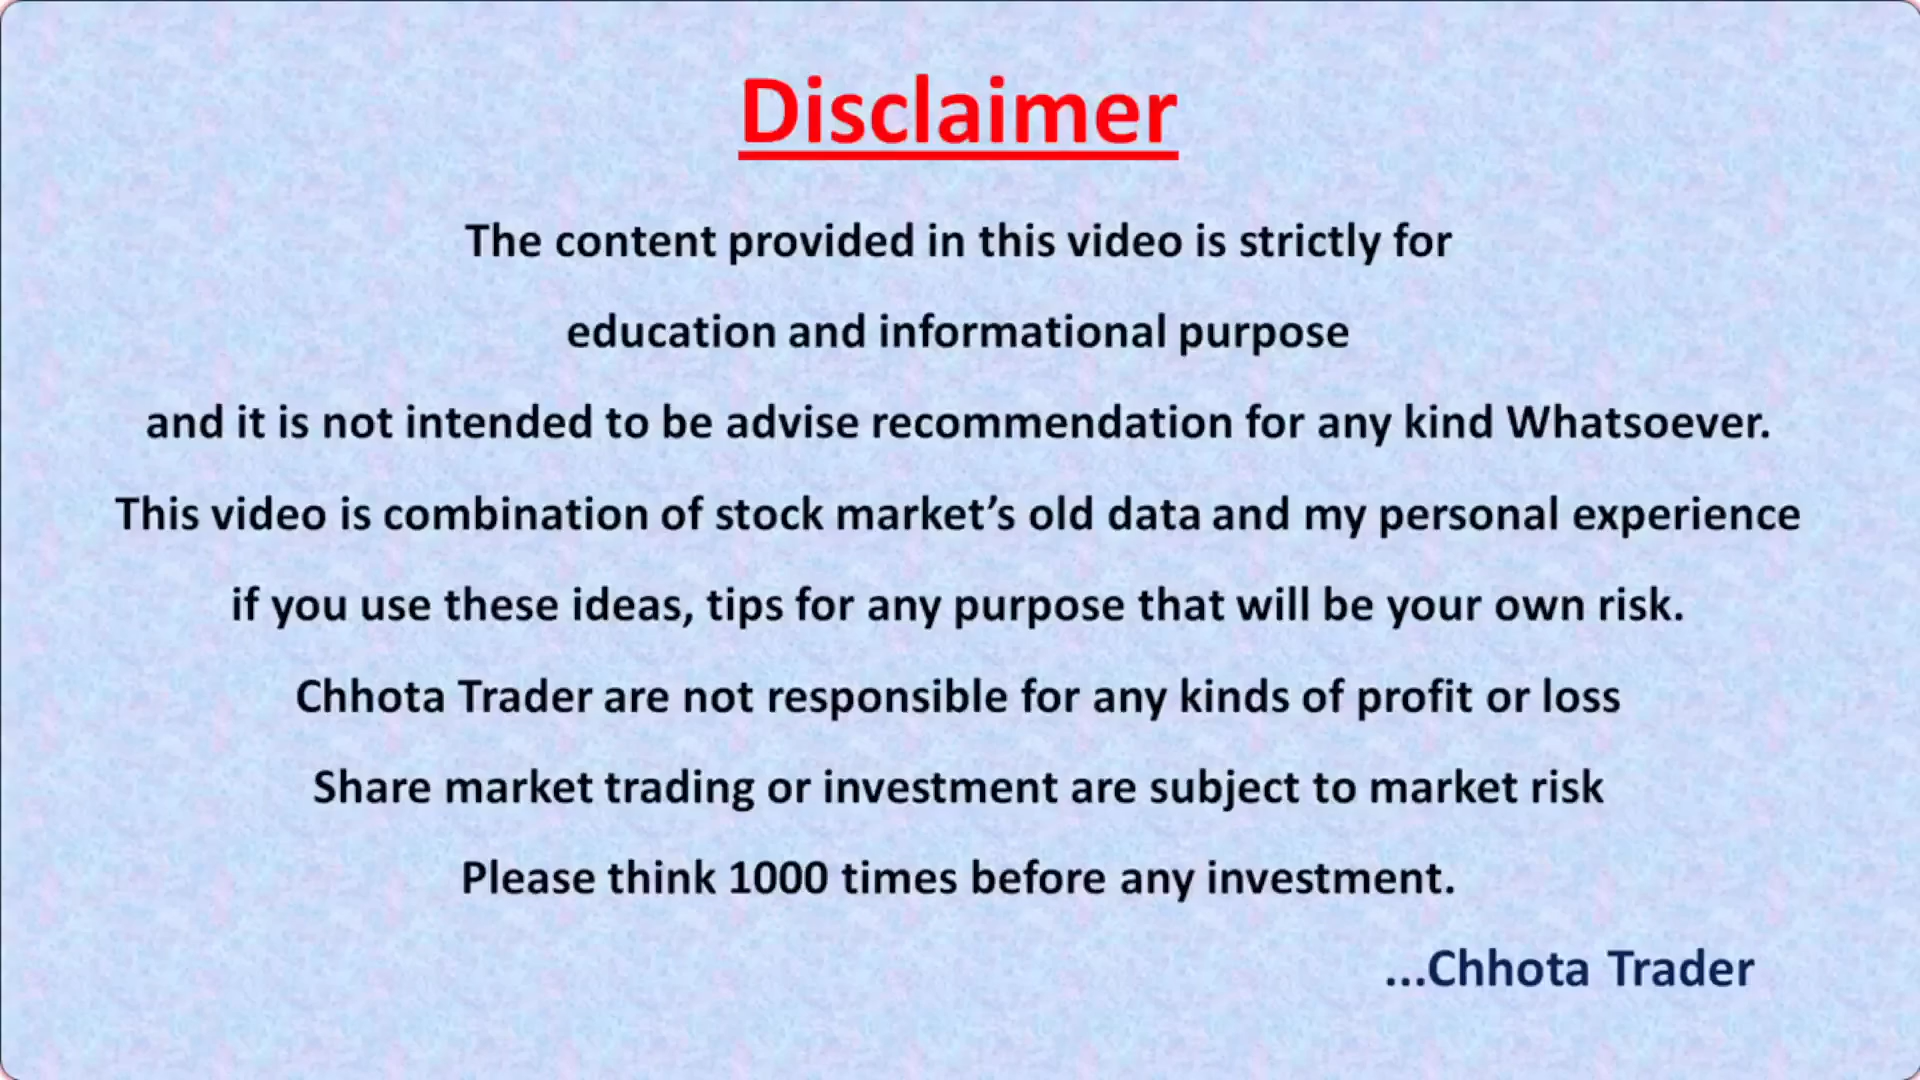 Disclaimer
The content provided in this video is strictly for
education and informational purpose
and it is not intended to be advise recommendation for any kind Whatsoever.
This video is combination of stock market’s old data and my personal experience
if you use these ideas, tips for any purpose that will be your own risk.
Chhota Trader are not responsible for any kinds of profit or loss
Share market trading or investment are subject to market risk
Please think 1000 times before any investment.
...Chhota Trader